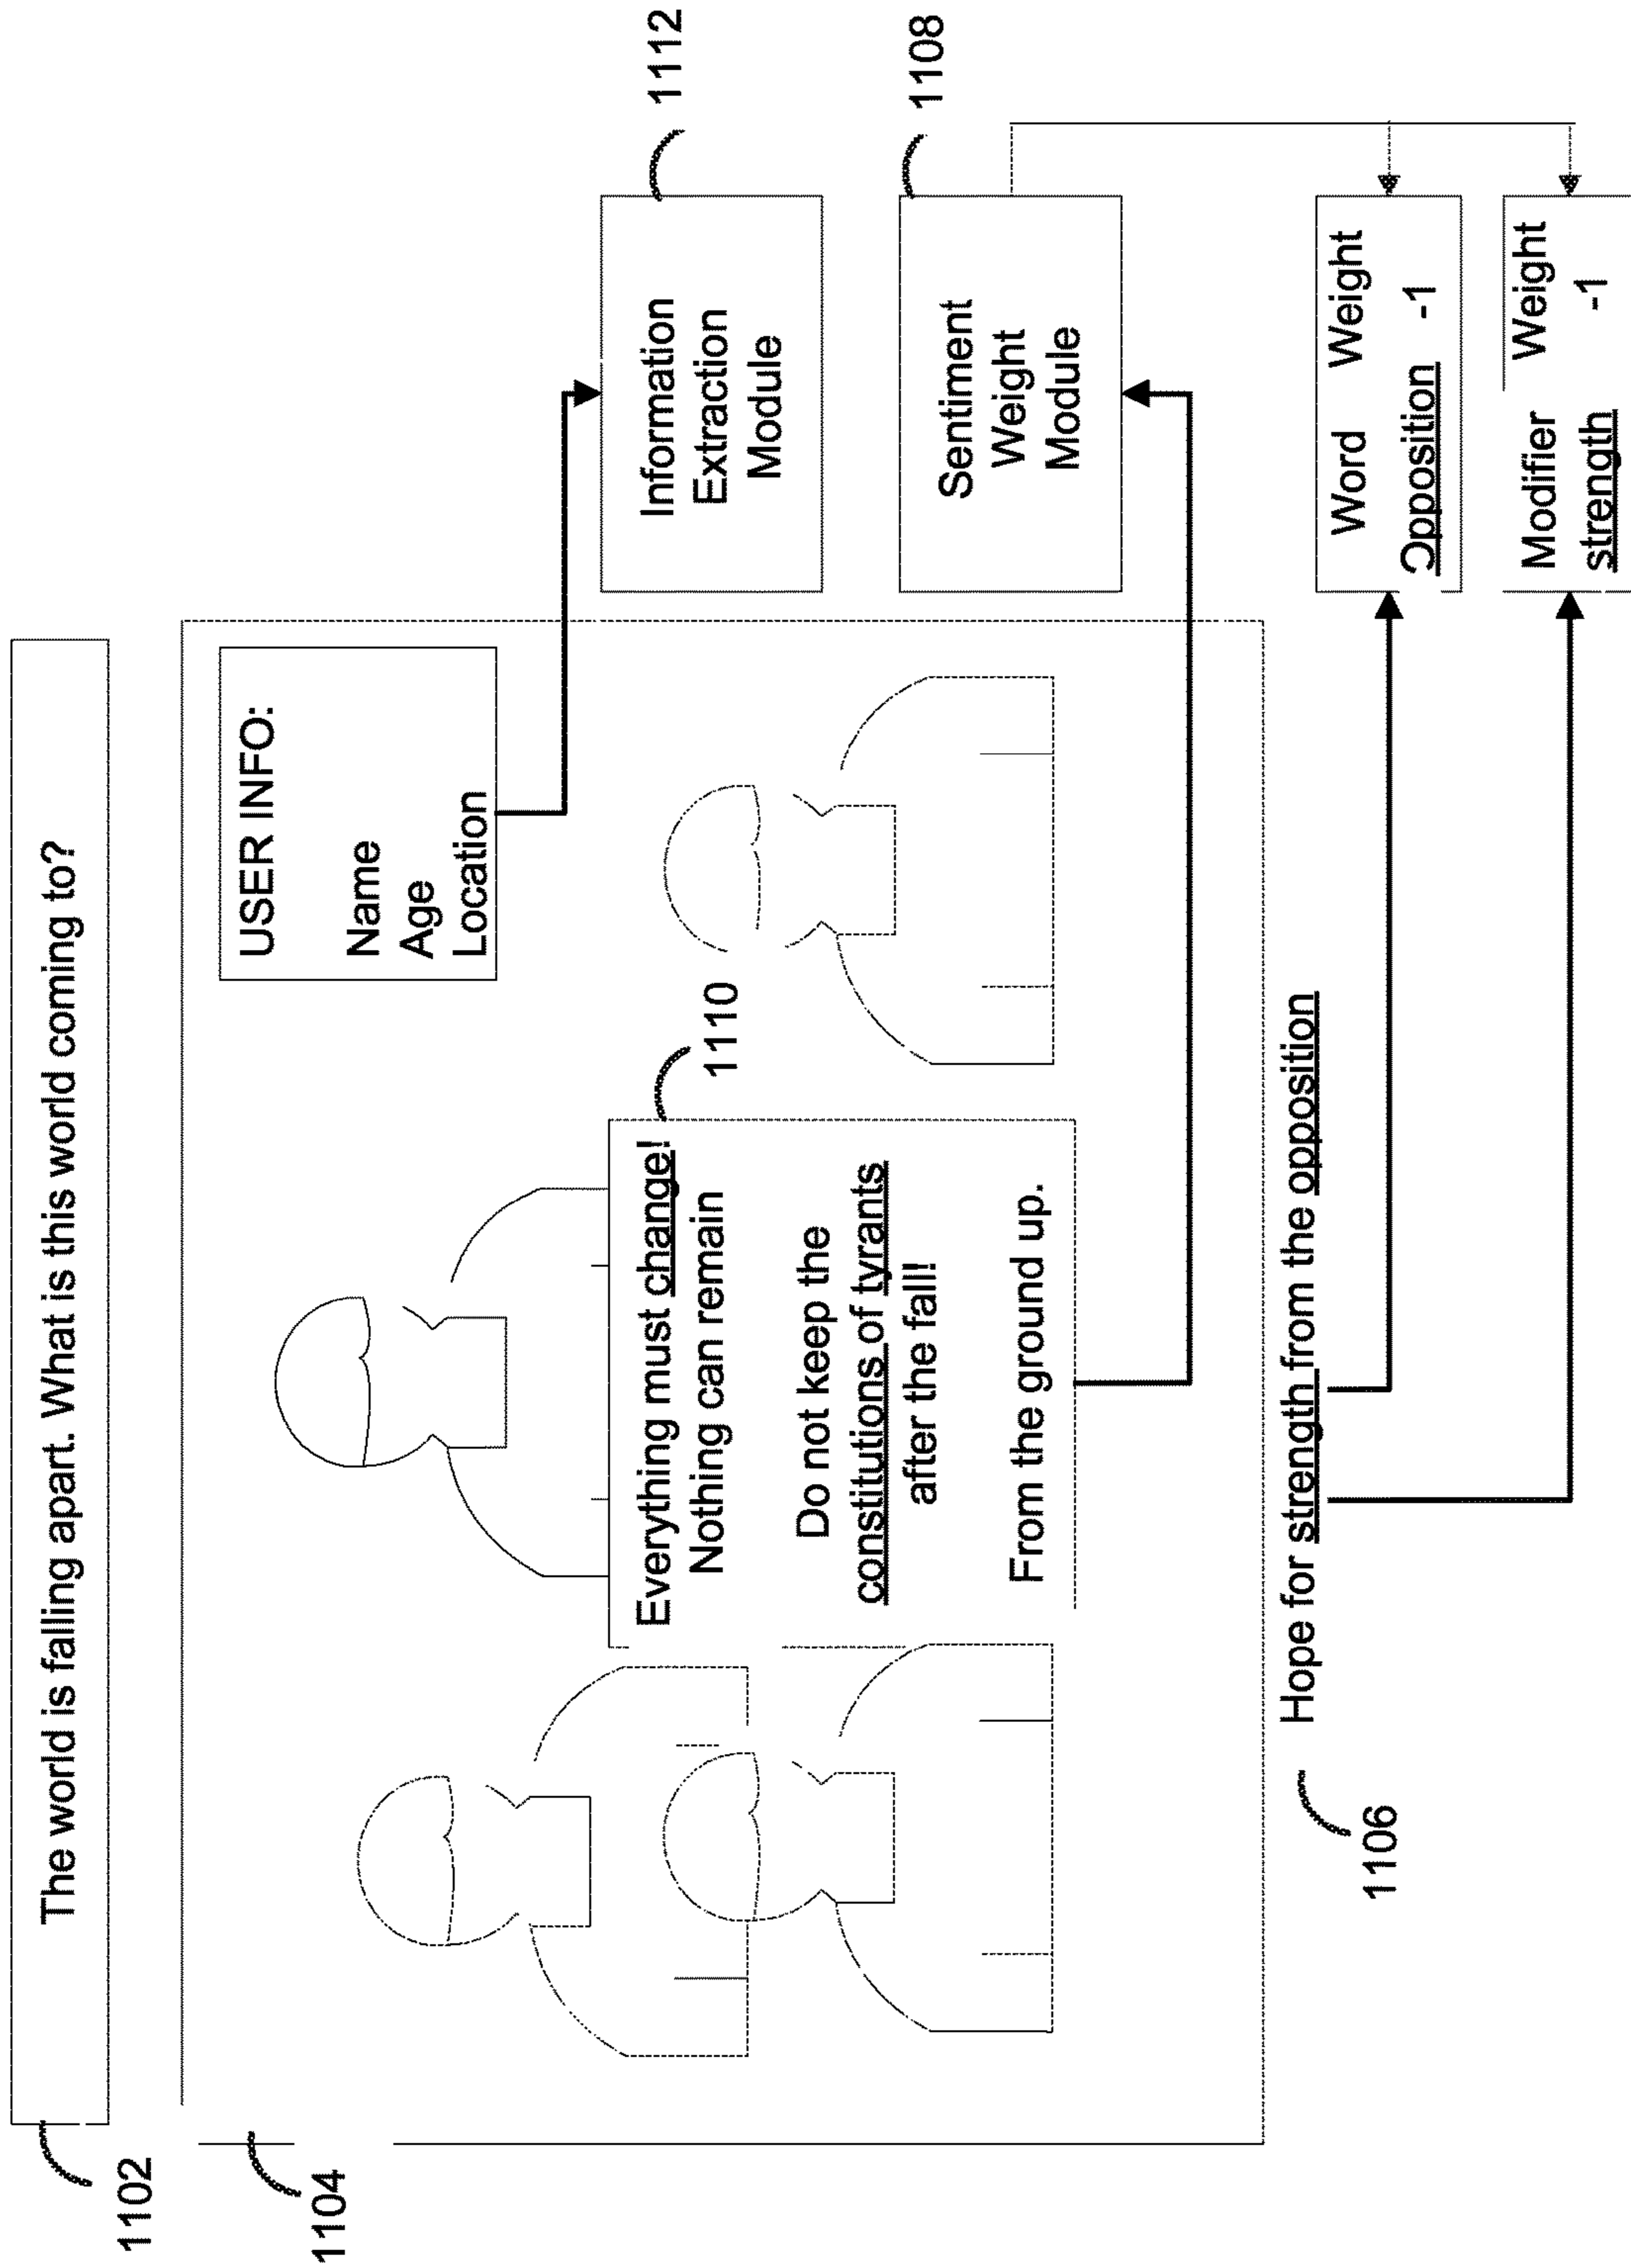 The world is falling apart. What is this world coming to?
1102
1104
USER INFO:
Name
Age
Location
Information
Extraction
Module
1112
Everything must change!
Nothing can remain
Do not keep the
constitutions of tyrants
after the fall!
From the ground up.
1110
Sentiment
Weight
Module
1108
Hope for strength from the opposition
1106
Word Weight
Opposition -1
Modifier Weight
strength -1